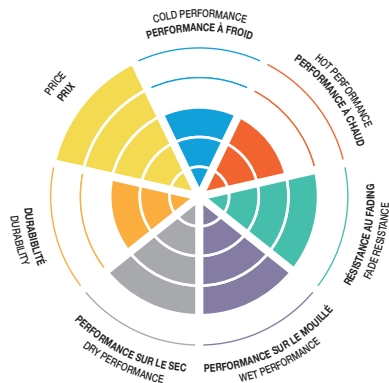 COLD PERFORMANCE
PERFORMANCE À FROID
HOT PERFORMANCE
PERFORMANCE À CHAUD
RÉSISTANCE AU FADING
FADE RESISTANCE
PERFORMANCE SUR LE MOUILLÉ
WET PERFORMANCE
PERFORMANCE SUR LE SEC
DRY PERFORMANCE
DURABIBLITÉ
DURABILITY
PRICE
PRIX